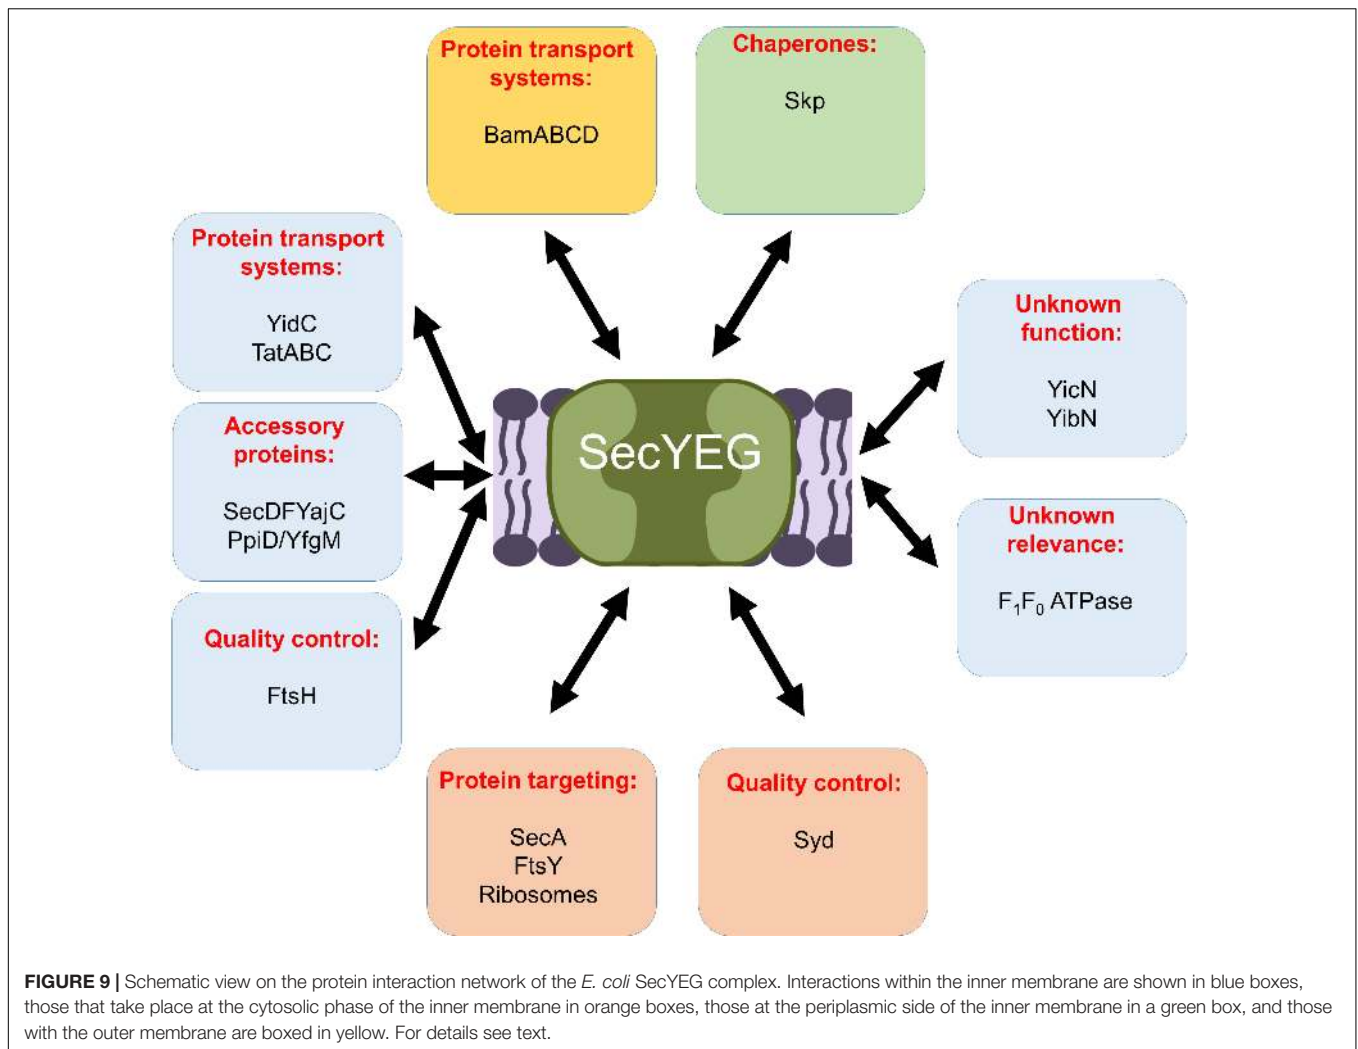 Protein transport
systems:
BamABCD
Chaperones:
Skp
Protein transport
systems:
YidC
TatABC
Accessory
proteins:
SecDFYajC
PpiD/YfgM
Quality control:
FtsH
SecYEG
Unknown
function:
YicN
YibN
Unknown
relevance:
F₁F₀ ATPase
Protein targeting:
SecA
FtsY
Ribosomes
Quality control:
Syd
FIGURE 9 | Schematic view on the protein interaction network of the E. coli SecYEG complex. Interactions within the inner membrane are shown in blue boxes,
those that take place at the cytosolic phase of the inner membrane in orange boxes, those at the periplasmic side of the inner membrane in a green box, and those
with the outer membrane are boxed in yellow. For details see text.